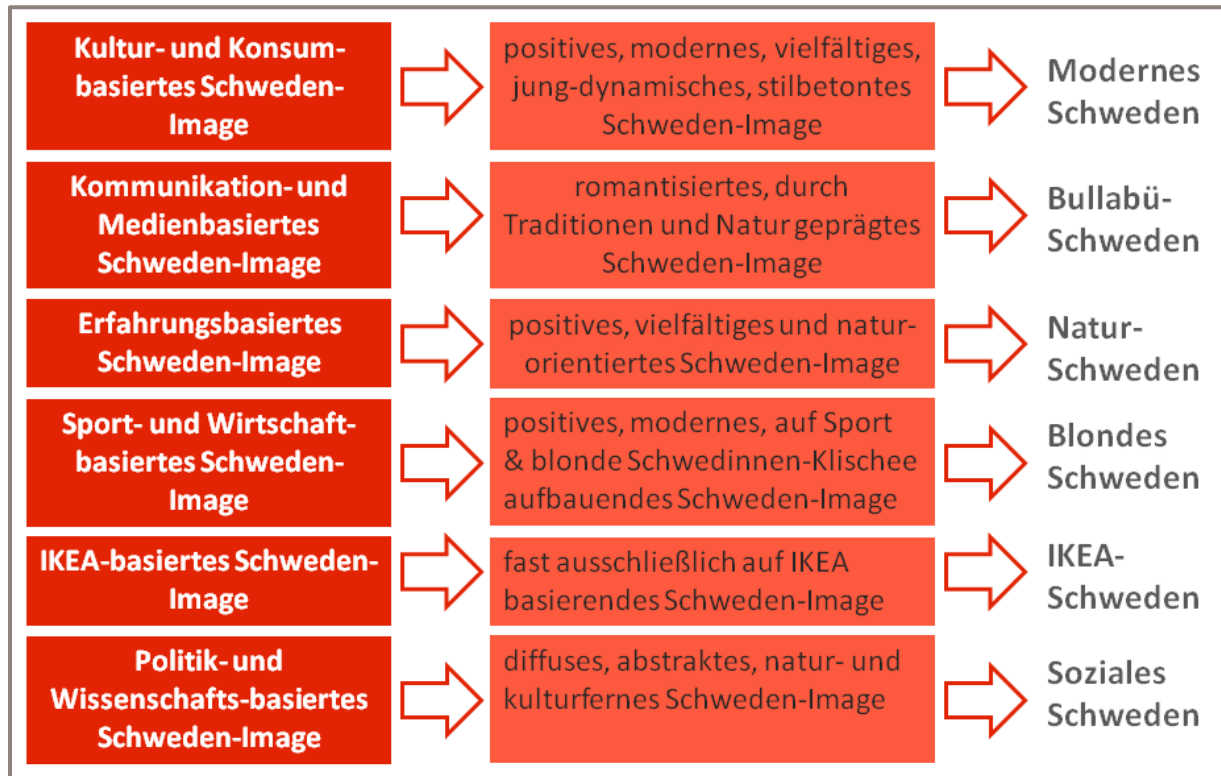 Kultur- und Konsum-
basiertes Schweden-
Image
positives, modernes, vielfältiges,
jung-dynamisches, stilbetontes
Schweden-Image
Modernes
Schweden
Kommunikation- und
Medienbasiertes
Schweden-Image
romantisiertes, durch
Traditionen und Natur geprägtes
Schweden-Image
Bullabü-
Schweden
Erfahrungsbasiertes
Schweden-Image
positives, vielfältiges und natur-
orientiertes Schweden-Image
Natur-
Schweden
Sport- und Wirtschaft-
basiertes Schweden-
Image
positives, modernes, auf Sport
& blonde Schwedinnen-Klischee
aufbauendes Schweden-Image
Blondes
Schweden
IKEA-basiertes Schweden-
Image
fast ausschließlich auf IKEA
basierendes Schweden-Image
IKEA-
Schweden
Politik- und
Wissenschafts-basiertes
Schweden-Image
diffuses, abstraktes, natur- und
kulturfernes Schweden-Image
Soziales
Schweden